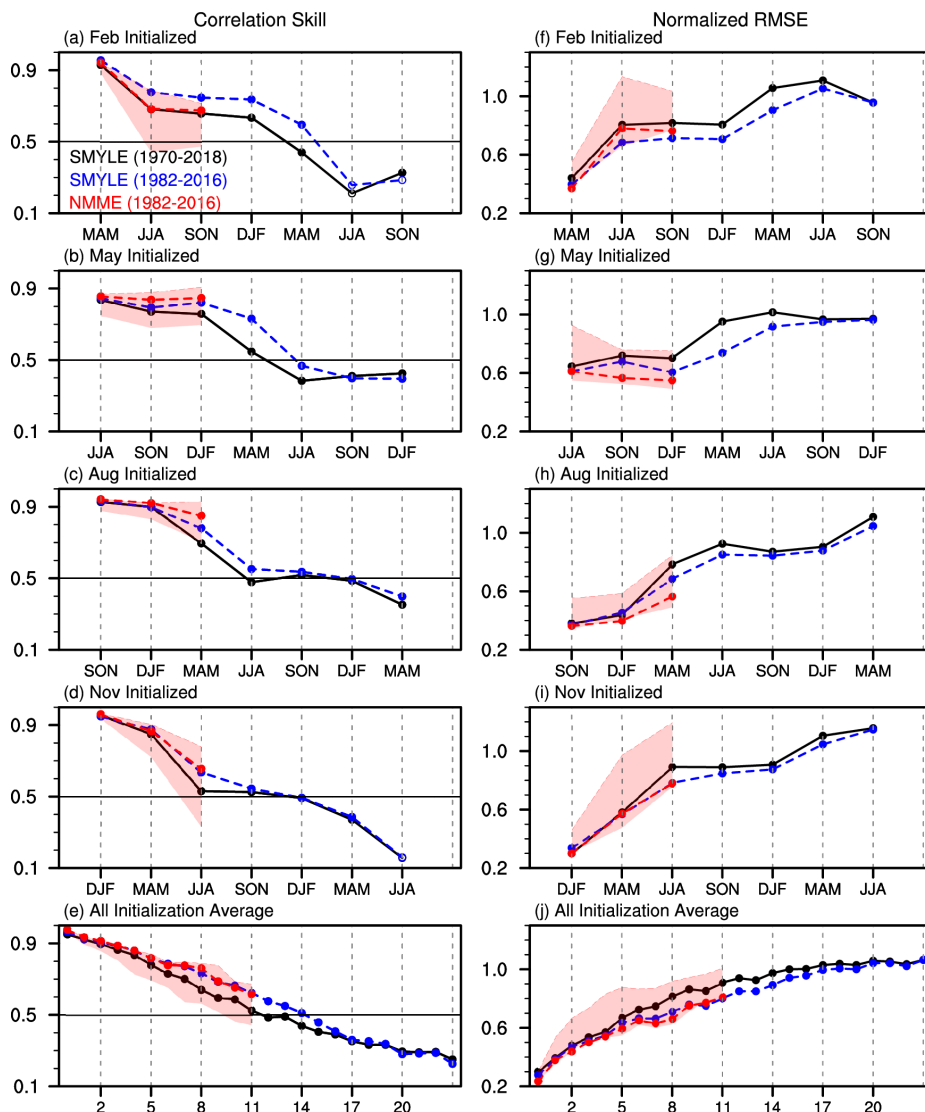 Correlation Skill
Normalized RMSE
(a) Feb Initialized
0.9
0.5
0.1
SMYLE (1970-2018)
SMYLE (1982-2016)
NMME (1982-2016)
MAM JJA SON DJF MAM JJA SON
(f) Feb Initialized
1.0
0.6
0.2
MAM JJA SON DJF MAM JJA SON
(b) May Initialized
0.9
0.5
0.1
JJA SON DJF MAM JJA SON DJF
(g) May Initialized
1.0
0.6
0.2
JJA SON DJF MAM JJA SON DJF
(c) Aug Initialized
0.9
0.5
0.1
SON DJF MAM JJA SON DJF MAM
(h) Aug Initialized
1.0
0.6
0.2
SON DJF MAM JJA SON DJF MAM
(d) Nov Initialized
0.9
0.5
0.1
DJF MAM JJA SON DJF MAM JJA
(i) Nov Initialized
1.0
0.6
0.2
DJF MAM JJA SON DJF MAM JJA
(e) All Initialization Average
0.9
0.5
0.1
2 5 8 11 14 17 20
(j) All Initialization Average
1.0
0.6
0.2
2 5 8 11 14 17 20